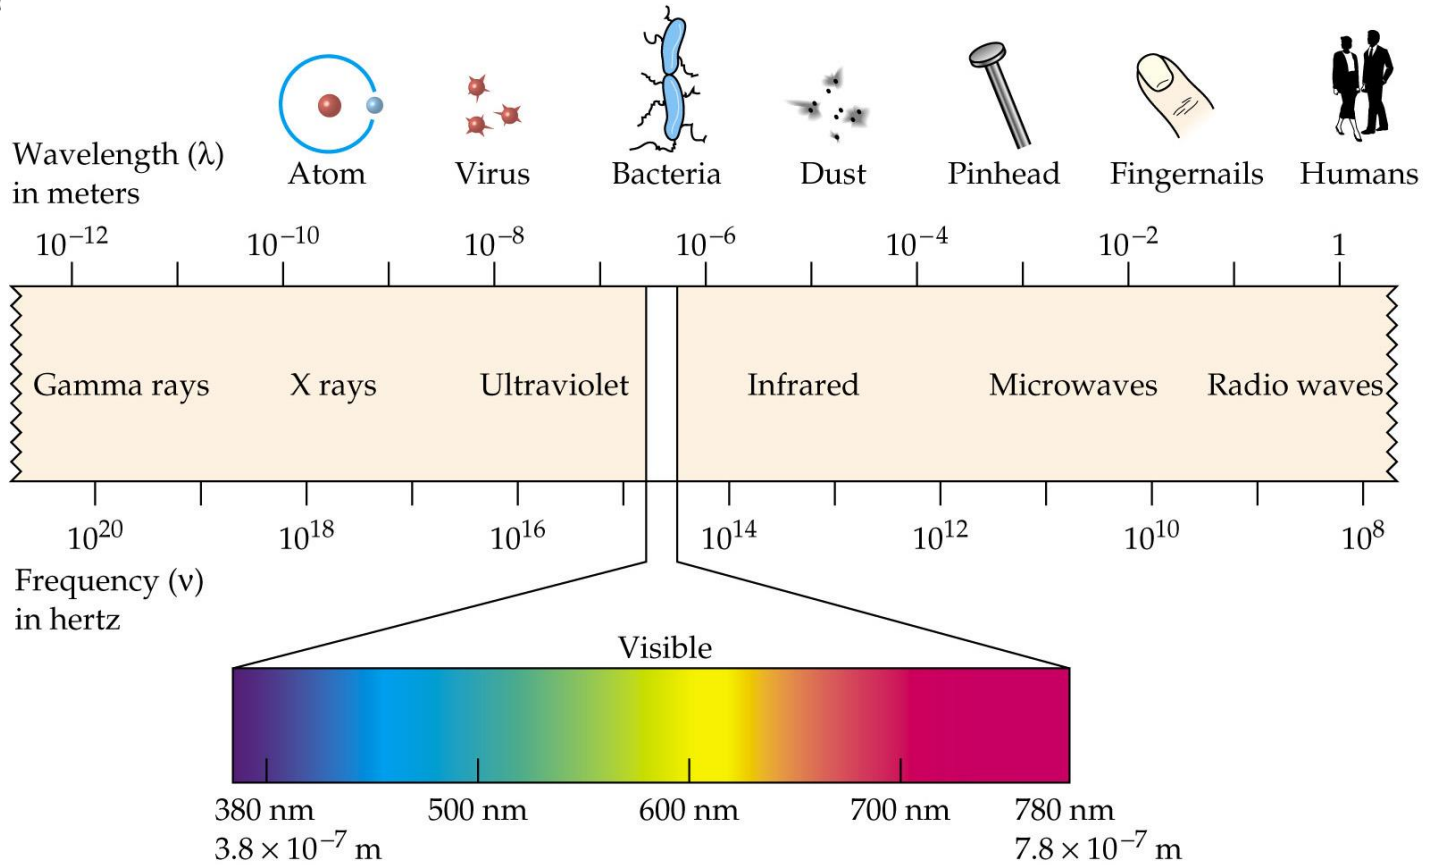 Atom Virus Bacteria Dust Pinhead Fingernails Humans
Wavelength (λ)
in meters
10⁻¹² 10⁻¹⁰ 10⁻⁸ 10⁻⁶ 10⁻⁴ 10⁻² 1
Gamma rays X rays Ultraviolet Infrared Microwaves Radio waves
10²⁰ 10¹⁸ 10¹⁶ 10¹⁴ 10¹² 10¹⁰ 10⁸
Frequency (ν)
in hertz
Visible
380 nm 500 nm 600 nm 700 nm 780 nm
3.8 × 10⁻⁷ m 7.8 × 10⁻⁷ m